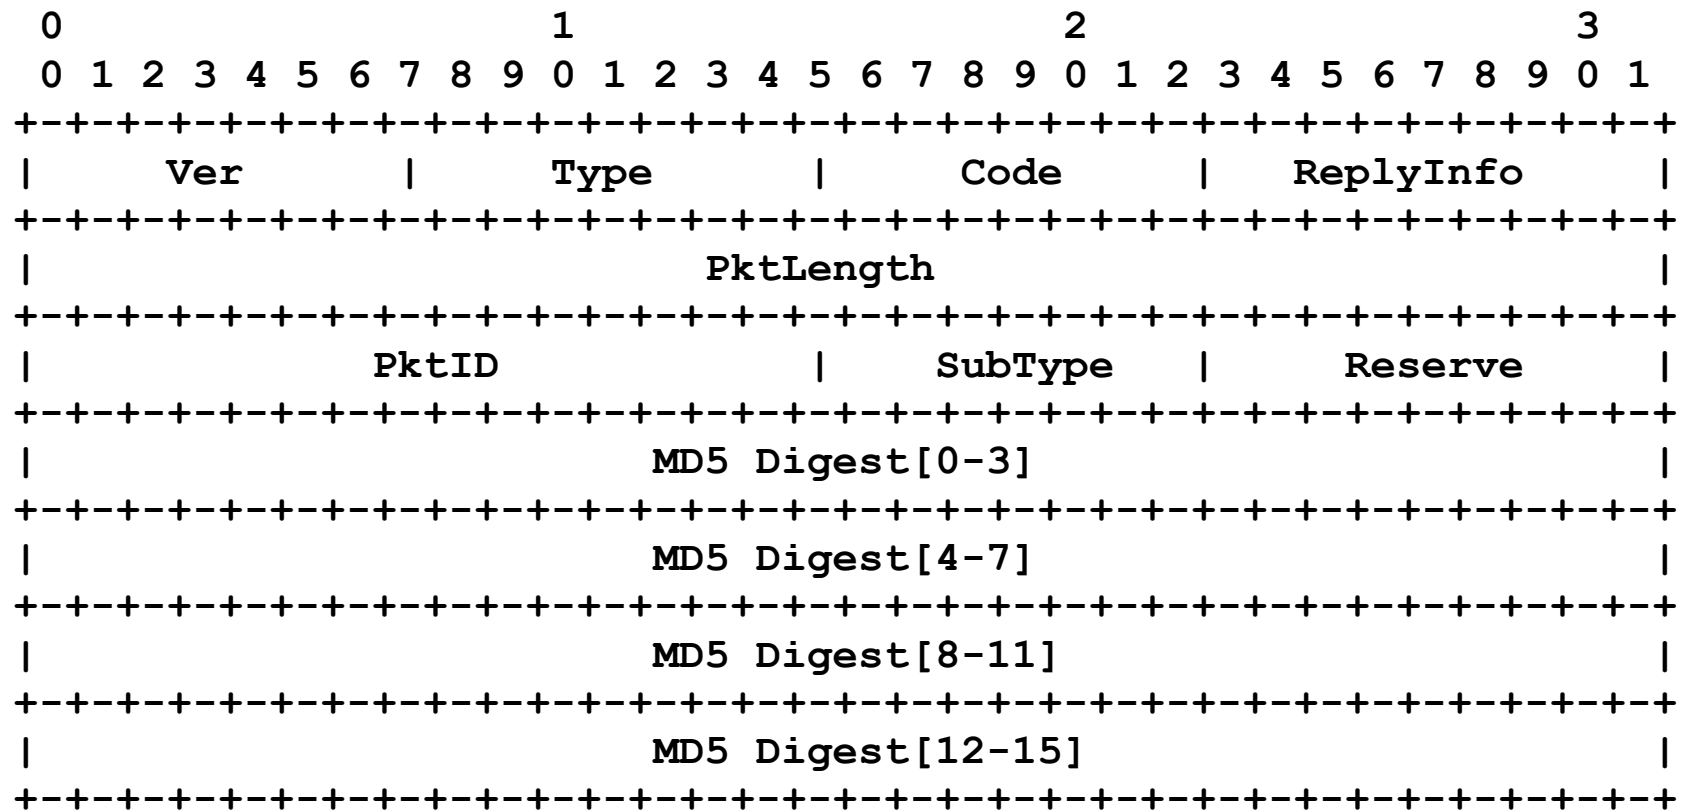 0                   1                   2                   3
0 1 2 3 4 5 6 7 8 9 0 1 2 3 4 5 6 7 8 9 0 1 2 3 4 5 6 7 8 9 0 1
+-+-+-+-+-+-+-+-+-+-+-+-+-+-+-+-+-+-+-+-+-+-+-+-+-+-+-+-+-+-+-+-+
|     Ver      |     Type      |     Code     |   ReplyInfo     |
+-+-+-+-+-+-+-+-+-+-+-+-+-+-+-+-+-+-+-+-+-+-+-+-+-+-+-+-+-+-+-+-+
|                          PktLength                            |
+-+-+-+-+-+-+-+-+-+-+-+-+-+-+-+-+-+-+-+-+-+-+-+-+-+-+-+-+-+-+-+-+
|             PktID            |    SubType   |     Reserve     |
+-+-+-+-+-+-+-+-+-+-+-+-+-+-+-+-+-+-+-+-+-+-+-+-+-+-+-+-+-+-+-+-+
|                        MD5 Digest[0-3]                        |
+-+-+-+-+-+-+-+-+-+-+-+-+-+-+-+-+-+-+-+-+-+-+-+-+-+-+-+-+-+-+-+-+
|                        MD5 Digest[4-7]                        |
+-+-+-+-+-+-+-+-+-+-+-+-+-+-+-+-+-+-+-+-+-+-+-+-+-+-+-+-+-+-+-+-+
|                        MD5 Digest[8-11]                       |
+-+-+-+-+-+-+-+-+-+-+-+-+-+-+-+-+-+-+-+-+-+-+-+-+-+-+-+-+-+-+-+-+
|                        MD5 Digest[12-15]                      |
+-+-+-+-+-+-+-+-+-+-+-+-+-+-+-+-+-+-+-+-+-+-+-+-+-+-+-+-+-+-+-+-+